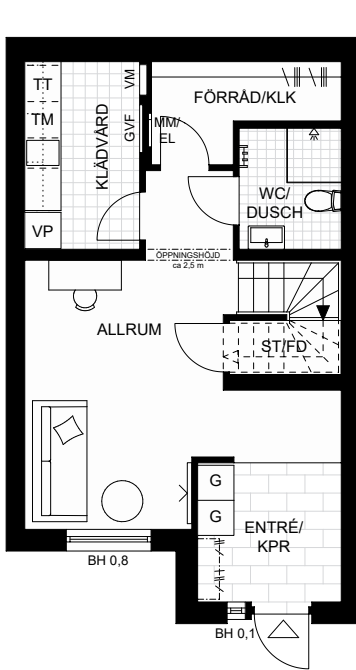 TT
TM
VP
KLÄDVÅRD
VM
GVF
MM/
EL
FÖRRÅD/KLK
WC/
DUSCH
ÖPPNINGSHÖJD
ca 2,5 m
ALLRUM
ST/FD
G
G
ENTRÉ/
KPR
BH 0,8
BH 0,1